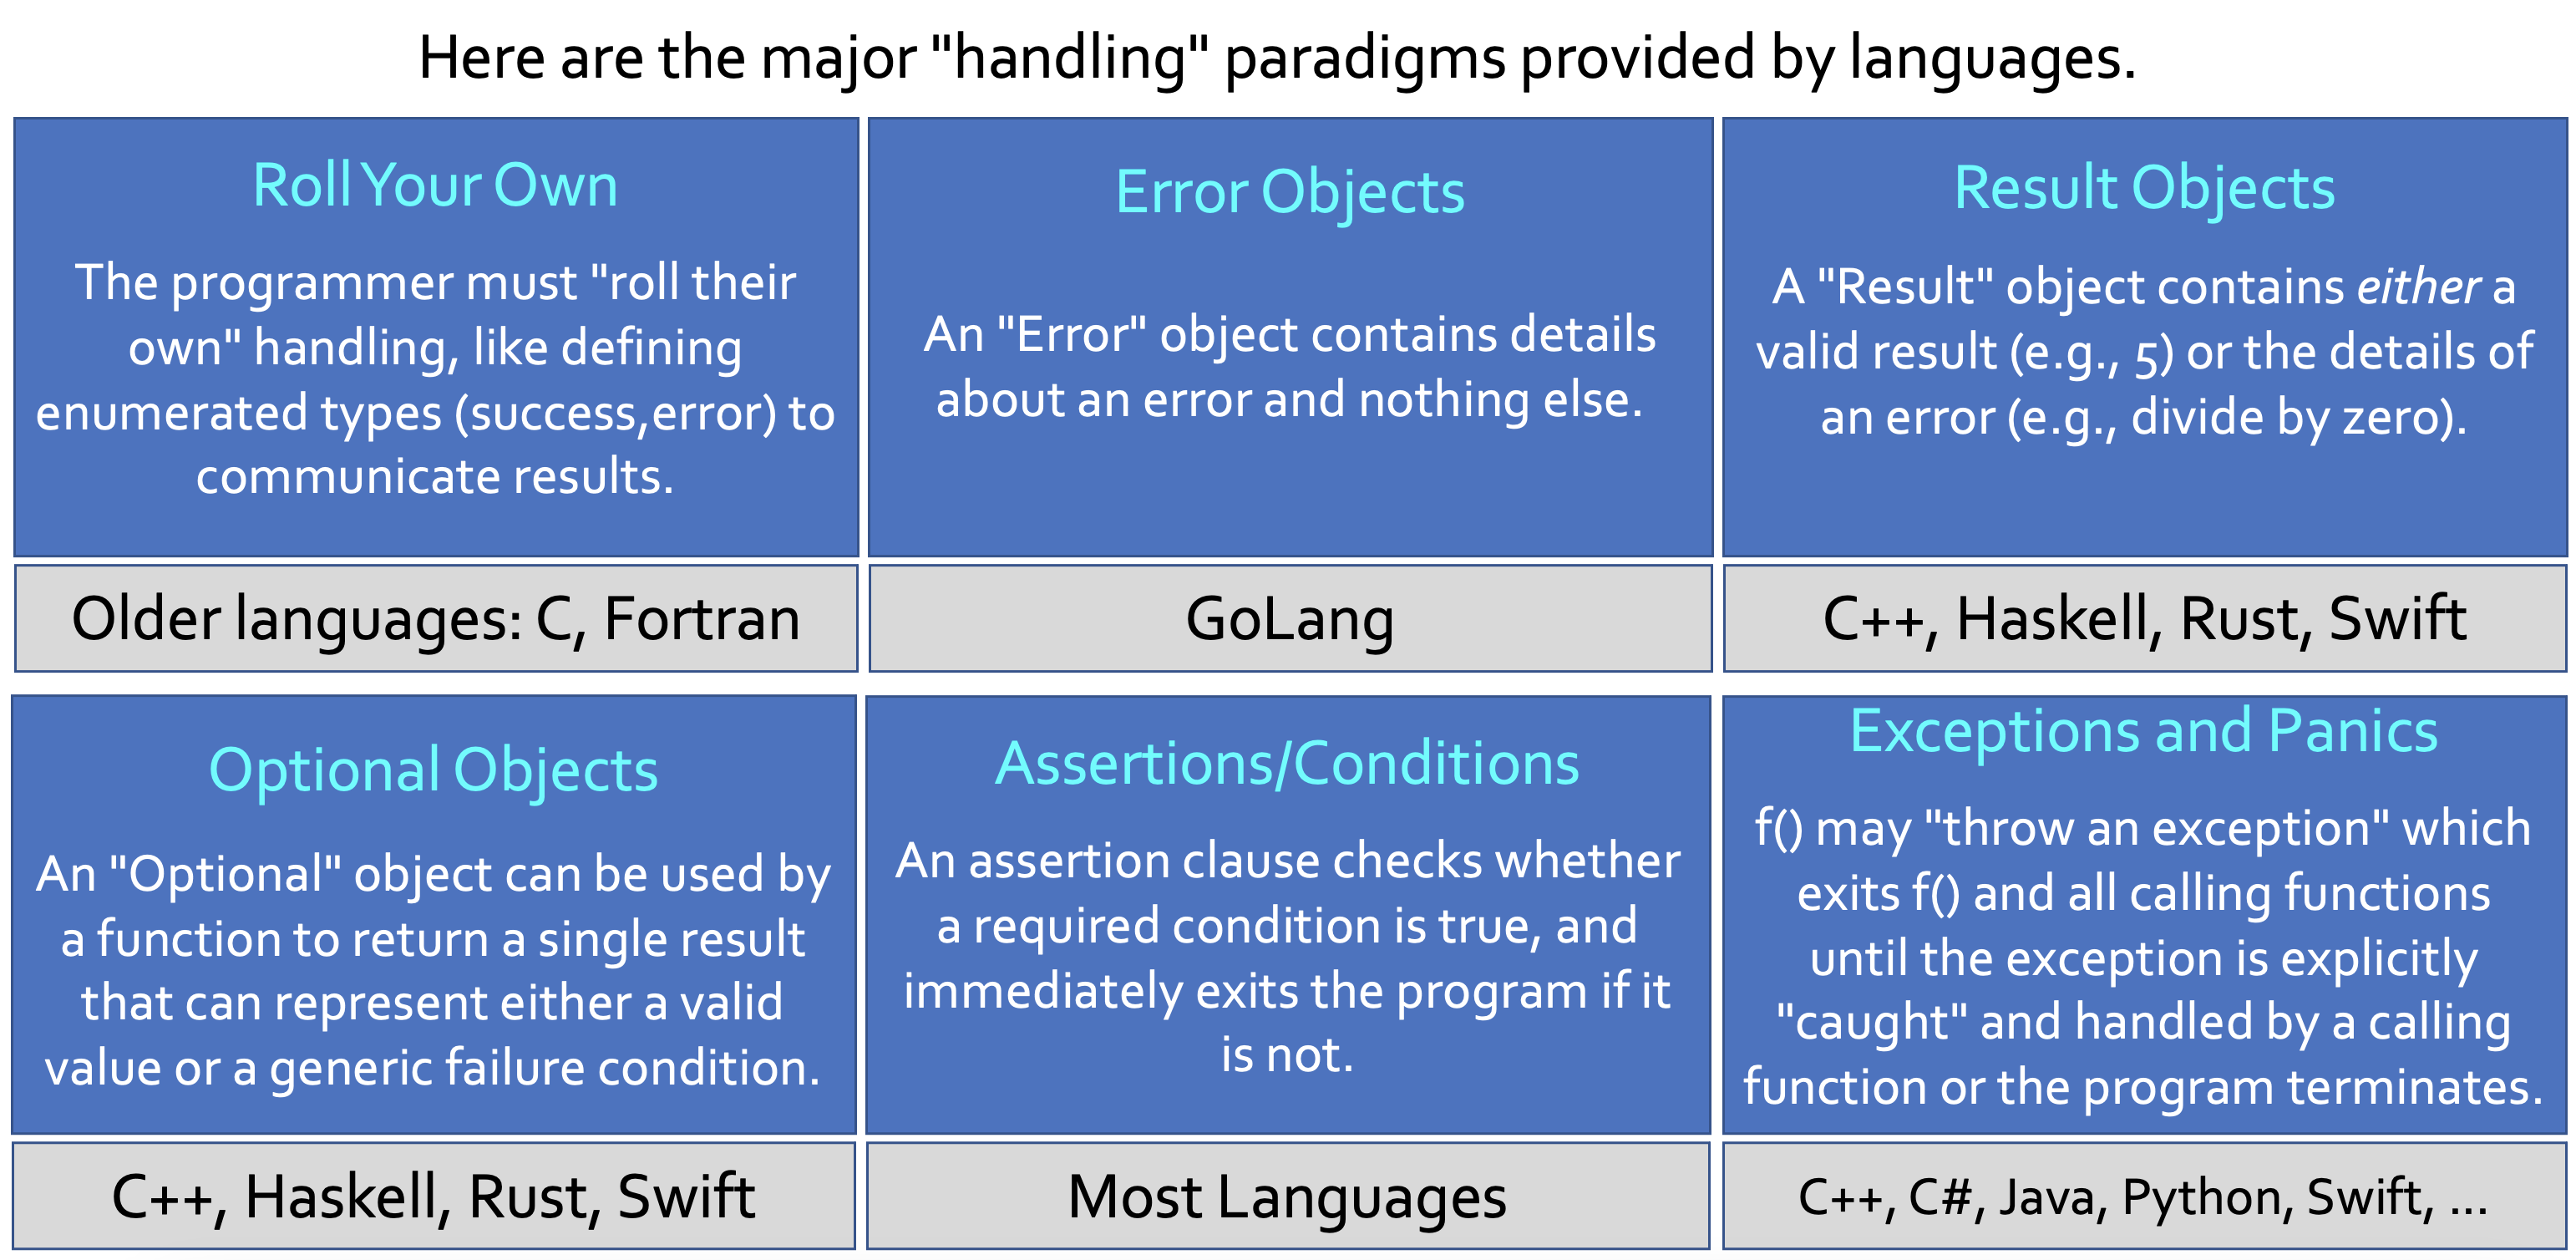 Here are the major "handling" paradigms provided by languages.
Roll Your Own
The programmer must "roll their
own" handling, like defining
enumerated types (success,error) to
communicate results.
Older languages: C, Fortran
Error Objects
An "Error" object contains details
about an error and nothing else.
GoLang
Result Objects
A "Result" object contains either a
valid result (e.g., 5) or the details of
an error (e.g., divide by zero).
C++, Haskell, Rust, Swift
Optional Objects
An "Optional" object can be used by
a function to return a single result
that can represent either a valid
value or a generic failure condition.
C++, Haskell, Rust, Swift
Assertions/Conditions
An assertion clause checks whether
a required condition is true, and
immediately exits the program if it
is not.
Most Languages
Exceptions and Panics
f() may "throw an exception" which
exits f() and all calling functions
until the exception is explicitly
"caught" and handled by a calling
function or the program terminates.
C++, C#, Java, Python, Swift, ...